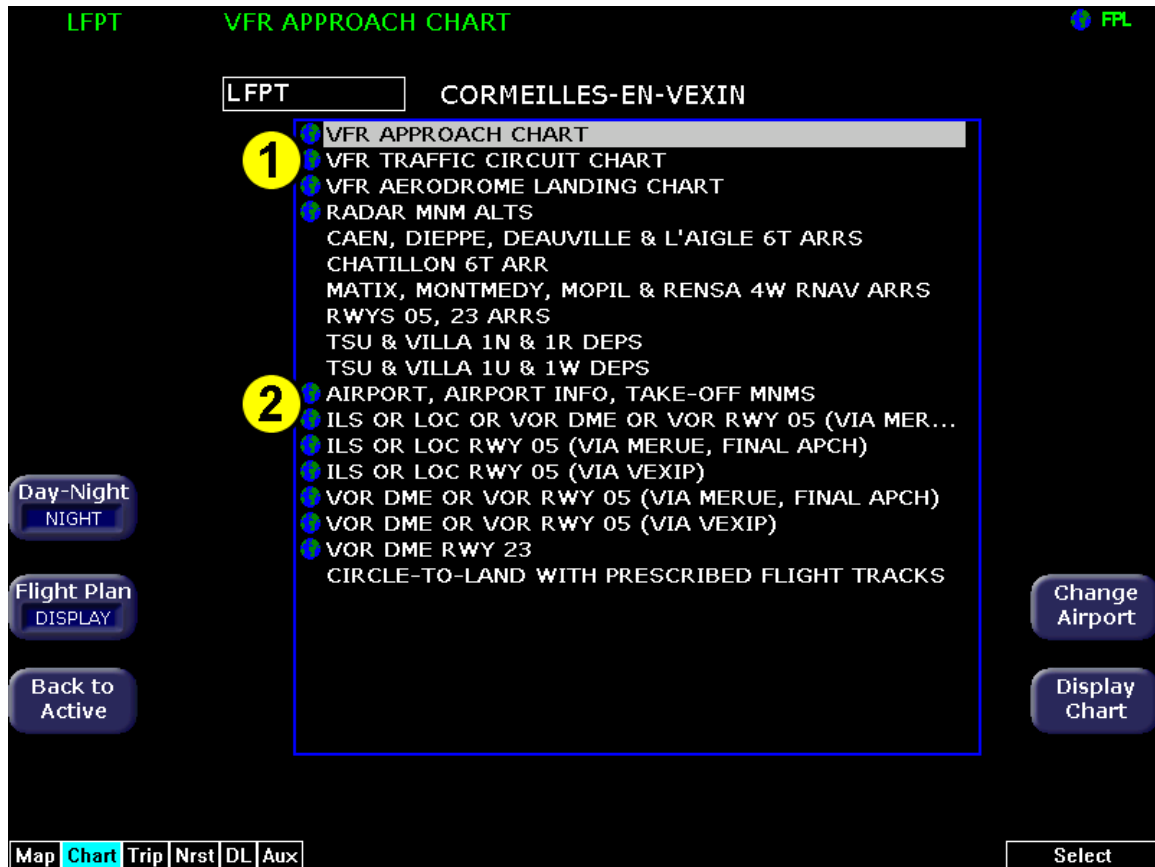 LFPT VFR APPROACH CHART FPL
LFPT CORMEILLES-EN-VEXIN
VFR APPROACH CHART
1
VFR TRAFFIC CIRCUIT CHART
VFR AERODROME LANDING CHART
RADAR MNM ALTS
CAEN, DIEPPE, DEAUVILLE & L'AIGLE 6T ARRS
CHATILLON 6T ARR
MATIX, MONTMEDY, MOPIL & RENSA 4W RNAV ARRS
RWYS 05, 23 ARRS
TSU & VILLA 1N & 1R DEPS
TSU & VILLA 1U & 1W DEPS
2
AIRPORT, AIRPORT INFO, TAKE-OFF MNMS
ILS OR LOC OR VOR DME OR VOR RWY 05 (VIA MER...
ILS OR LOC RWY 05 (VIA MERUE, FINAL APCH)
ILS OR LOC RWY 05 (VIA VEXIP)
VOR DME OR VOR RWY 05 (VIA MERUE, FINAL APCH)
VOR DME OR VOR RWY 05 (VIA VEXIP)
VOR DME RWY 23
CIRCLE-TO-LAND WITH PRESCRIBED FLIGHT TRACKS
Day-Night
NIGHT
Flight Plan
DISPLAY
Back to
Active
Change
Airport
Display
Chart
Map Chart Trip Nrst DL Aux Select